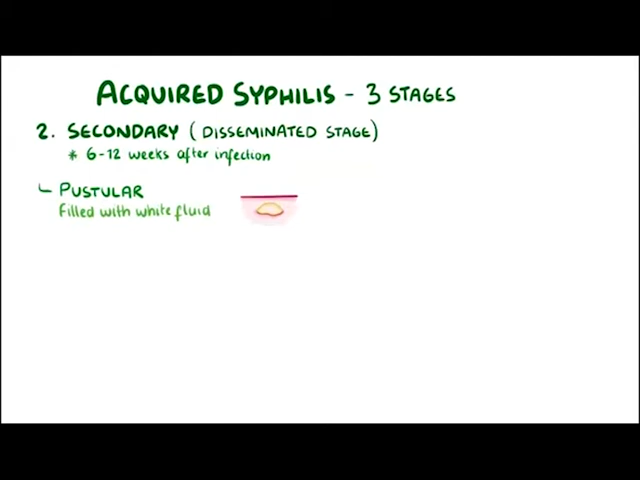 ACQUIRED SYPHILIS - 3 STAGES
2. SECONDARY (DISSEMINATED STAGE)
* 6-12 weeks after infection
PUSTULAR
Filled with white fluid